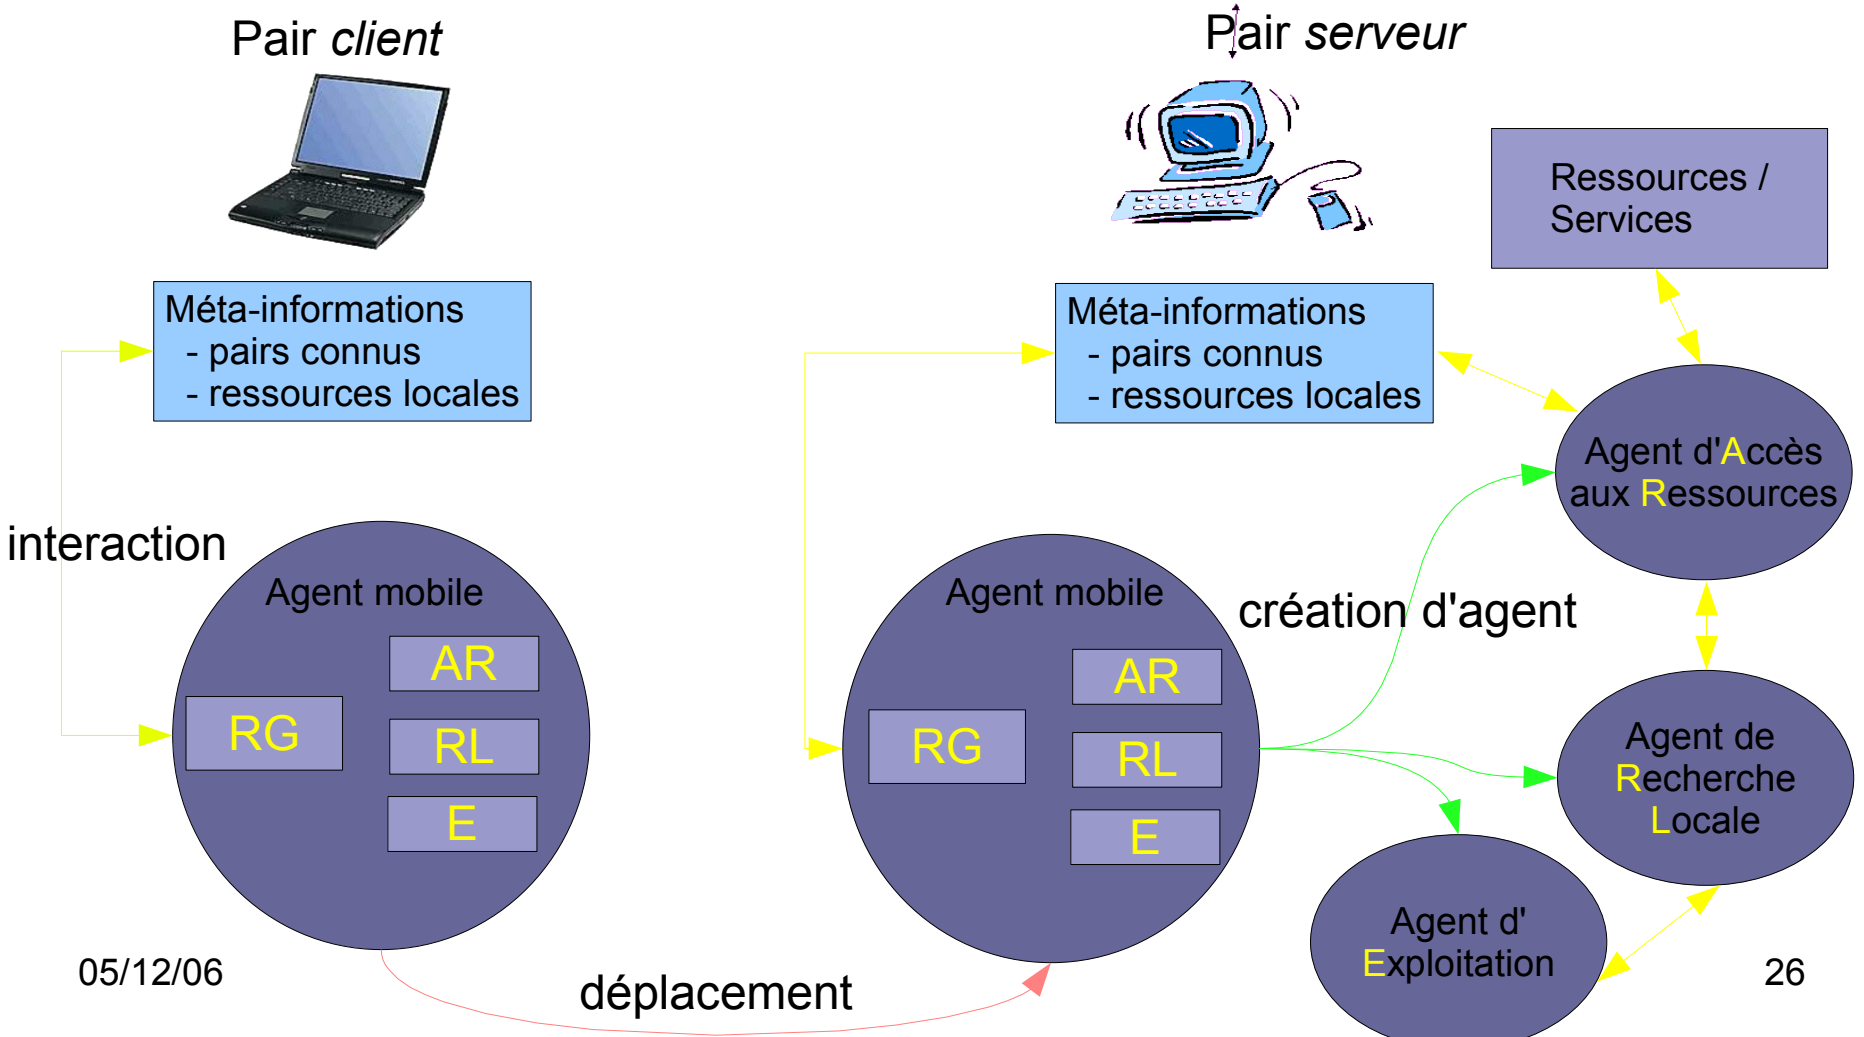 Pair client
Pair serveur
Ressources /
Services
Méta-informations
- pairs connus
- ressources locales
Méta-informations
- pairs connus
- ressources locales
Agent d'Accès
aux Ressources
interaction
Agent mobile
AR
RG
RL
E
Agent mobile
AR
RG
RL
E
création d'agent
Agent de
Recherche
Locale
Agent d'
Exploitation
05/12/06
déplacement
26